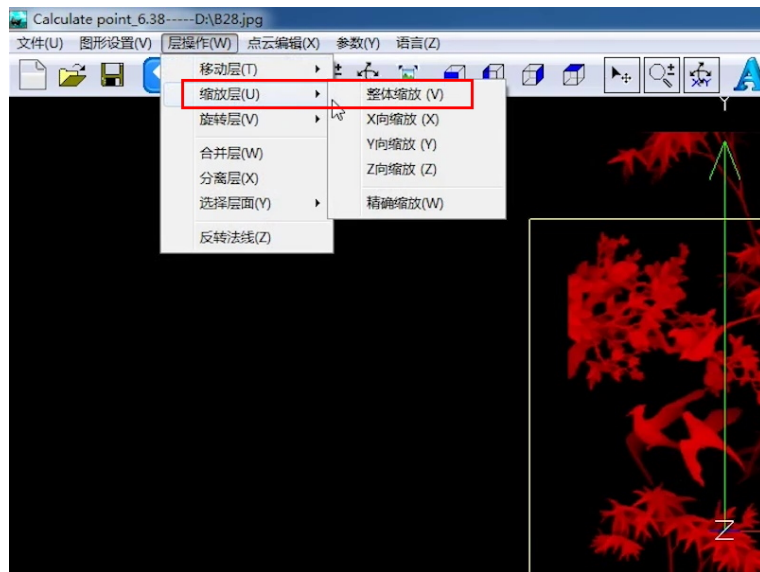 Calculate point_6.38-----D:\B28.jpg
文件(U) 图形设置(V) 层操作(W) 点云编辑(X) 参数(Y) 语言(Z)
移动层(T)
缩放层(U)
旋转层(V)
合并层(W)
分离层(X)
选择层面(Y)
反转法线(Z)
整体缩放 (V)
X向缩放 (X)
Y向缩放 (Y)
Z向缩放 (Z)
精确缩放(W)
XY
A
Y
Z